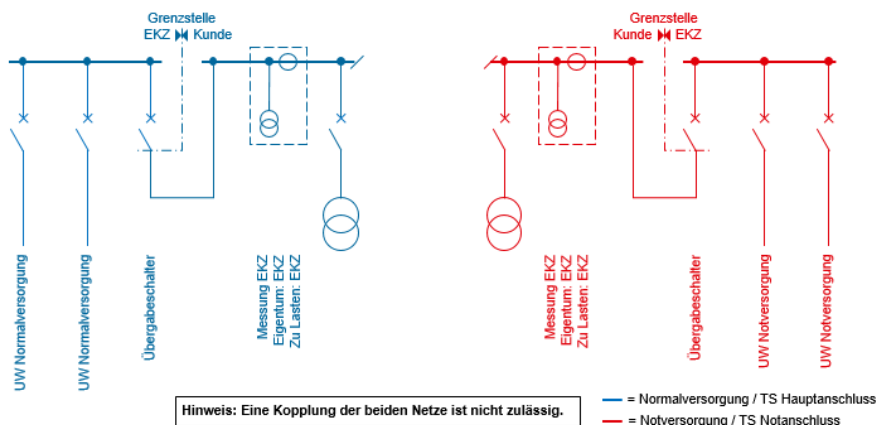 Grenzstelle
EKZ Kunde
Grenzstelle
Kunde EKZ
UW Normalversorgung
UW Normalversorgung
Übergabeschalter
Messung EKZ
Eigentum: EKZ
Zu Lasten: EKZ
Messung EKZ
Eigentum: EKZ
Zu Lasten: EKZ
Übergabeschalter
UW Notversorgung
UW Notversorgung
Hinweis: Eine Kopplung der beiden Netze ist nicht zulässig.
= Normalversorgung / TS Hauptanschluss
= Notversorgung / TS Notanschluss